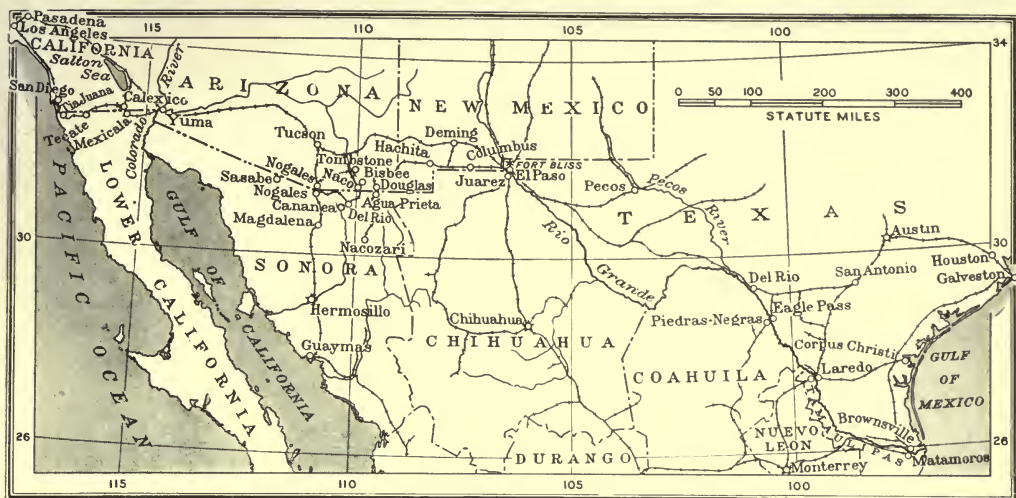 115
110
105
100
34
Pasadena
Los Angeles
CALIFORNIA
Salton
Sea
River
ARIZONA
NEW MEXICO
0 50 100 200 300 400
STATUTE MILES
San Diego
Tia Juana
Calexico
Yuma
Tecate
Mexicala
Colorado
Tucson
Deming
Hachita
Columbus
FORT BLISS
El Paso
Juarez
Tombstone
Bisbee
Nogales
Naco
Douglas
Sasabe
Nogales
Cananea
Agua Prieta
Del Rio
Magdalena
Nacozari
Pecos
Pecos
River
TEXAS
PACIFIC
OCEAN
LOWER
CALIFORNIA
GULF
OF
CALIFORNIA
30
30
SONORA
Hermosillo
Guaymas
Rio
Grande
Austin
Houston
Galveston
Del Rio
San Antonio
Eagle Pass
Piedras-Negras
Chihuahua
CHIHUAHUA
COAHUILA
Corpus Christi
Laredo
GULF
OF
MEXICO
26
26
DURANGO
NUEVO
LEON
TAMAULIPAS
Brownsville
Matamoros
Monterrey
115
110
105
100